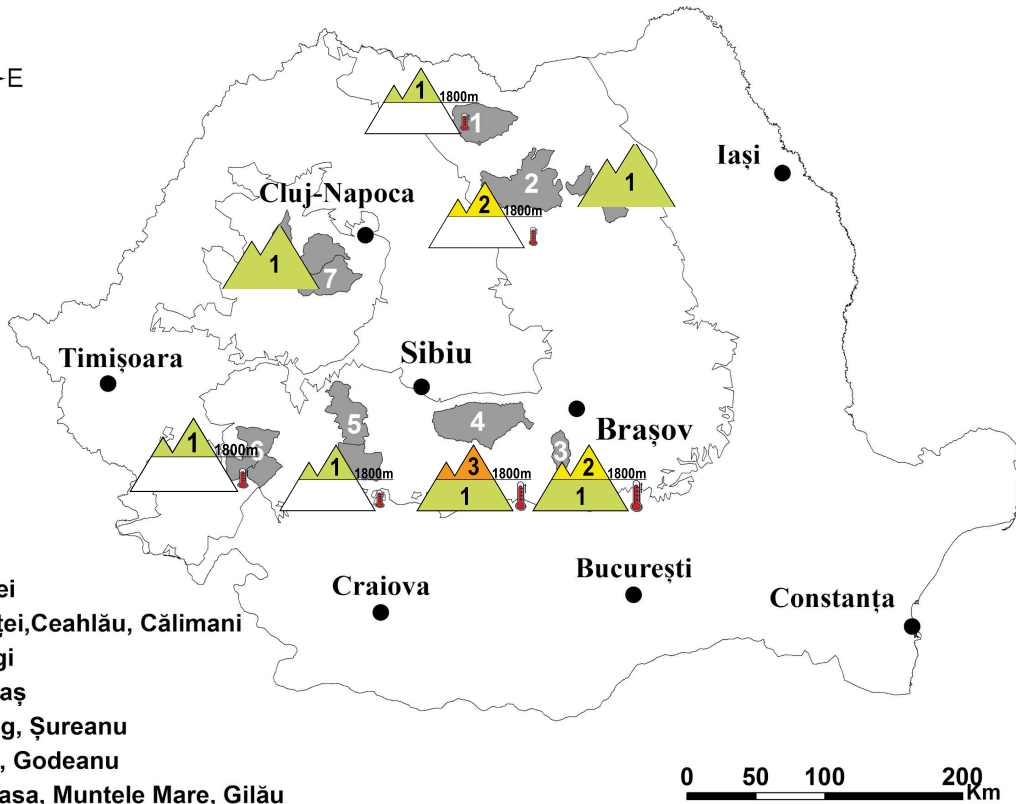 E
1
1800m
1
Iași
2
1
2
1800m
Cluj-Napoca
1
7
Timișoara
Sibiu
5
4
Brașov
1
1800m
6
1
1800m
3
1800m
1
3
2
1800m
1
București
Craiova
Constanța
ei
ței,Ceahlău, Călimani
gi
aș
g, Șureanu
, Godeanu
asa, Muntele Mare, Gilău
0 50 100 200
Km